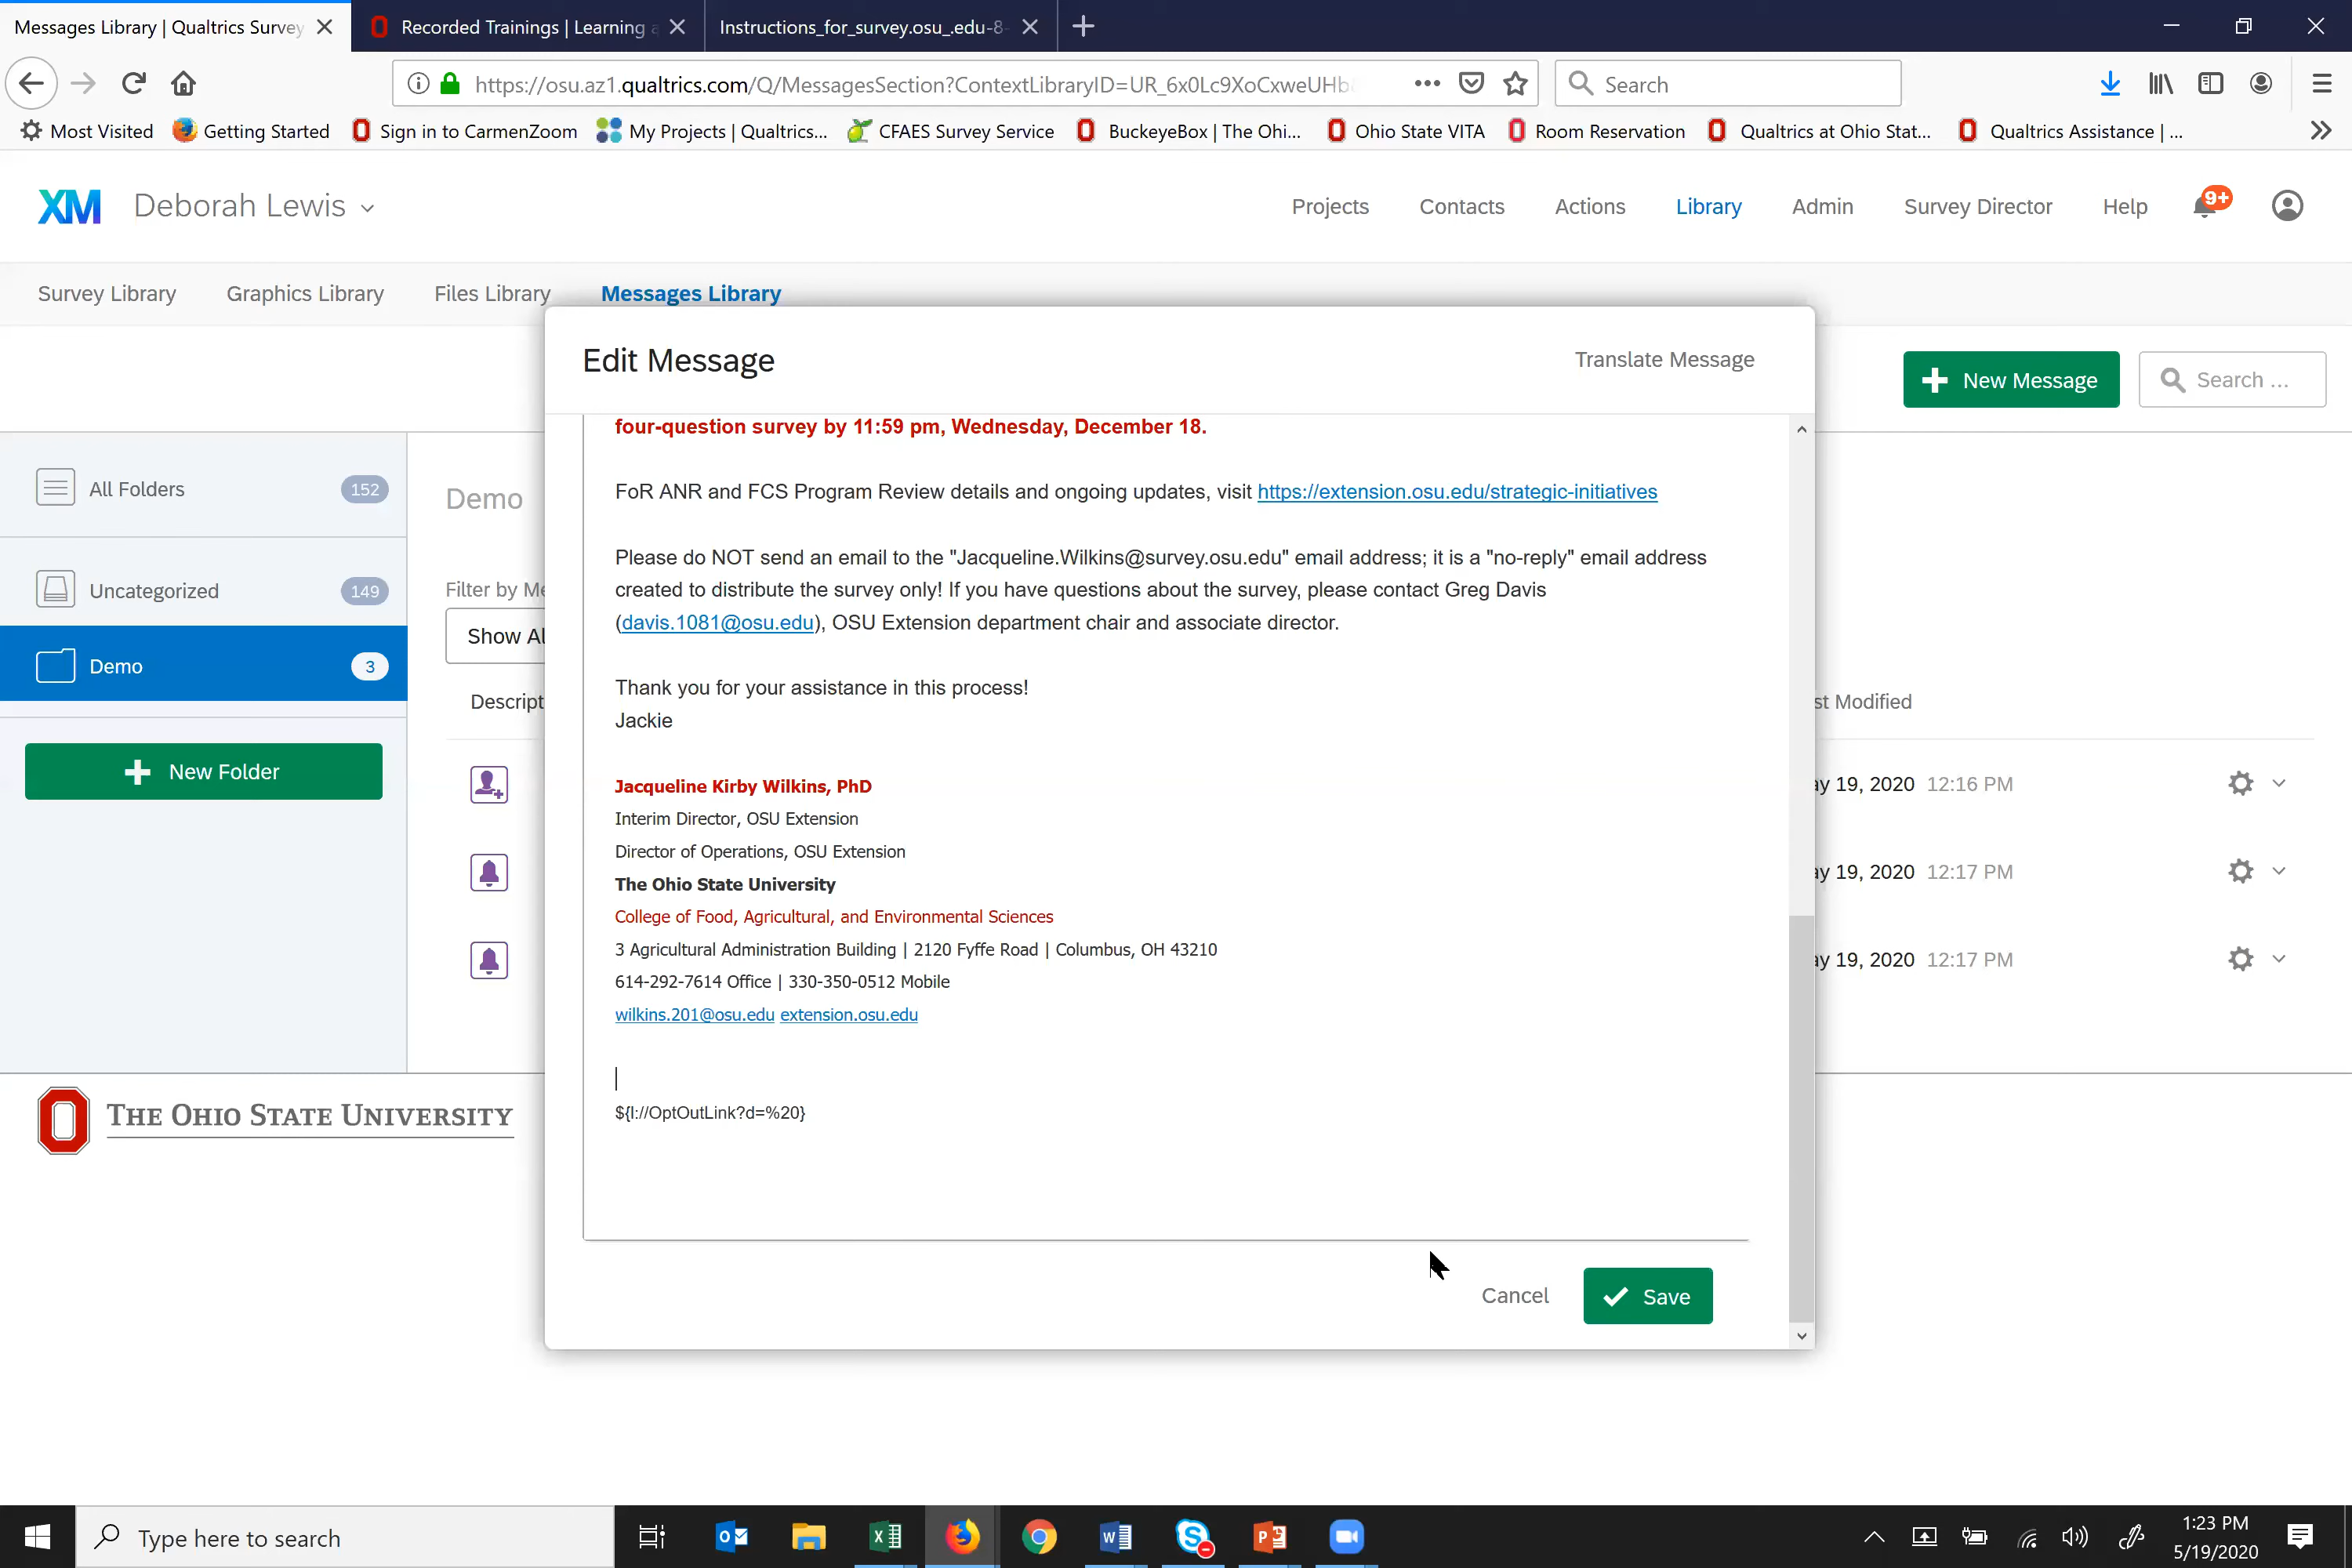 Messages Library | Qualtrics Survey
Recorded Trainings | Learning a
Instructions_for_survey.osu_.edu-8-
https://osu.az1.qualtrics.com/Q/MessagesSection?ContextLibraryID=UR_6x0Lc9XoCxweUHb
Search
Most Visited
Getting Started
Sign in to CarmenZoom
My Projects | Qualtrics...
CFAES Survey Service
BuckeyeBox | The Ohi...
Ohio State VITA
Room Reservation
Qualtrics at Ohio Stat...
Qualtrics Assistance | ...
XM
Deborah Lewis
Projects
Contacts
Actions
Library
Admin
Survey Director
Help
9+
Survey Library
Graphics Library
Files Library
Messages Library
Edit Message
Translate Message
New Message
Search ...
All Folders
152
Uncategorized
149
Demo
3
New Folder
Demo
Filter by Me
Show Al
Descript
four-question survey by 11:59 pm, Wednesday, December 18.
FoR ANR and FCS Program Review details and ongoing updates, visit https://extension.osu.edu/strategic-initiatives
Please do NOT send an email to the "Jacqueline.Wilkins@survey.osu.edu" email address; it is a "no-reply" email address
created to distribute the survey only! If you have questions about the survey, please contact Greg Davis
(davis.1081@osu.edu), OSU Extension department chair and associate director.
Thank you for your assistance in this process!
Jackie
Jacqueline Kirby Wilkins, PhD
Interim Director, OSU Extension
Director of Operations, OSU Extension
The Ohio State University
College of Food, Agricultural, and Environmental Sciences
3 Agricultural Administration Building | 2120 Fyffe Road | Columbus, OH 43210
614-292-7614 Office | 330-350-0512 Mobile
wilkins.201@osu.edu extension.osu.edu
${l://OptOutLink?d=%20}
Cancel
Save
st Modified
ay 19, 2020 12:16 PM
ay 19, 2020 12:17 PM
ay 19, 2020 12:17 PM
THE OHIO STATE UNIVERSITY
Type here to search
1:23 PM
5/19/2020